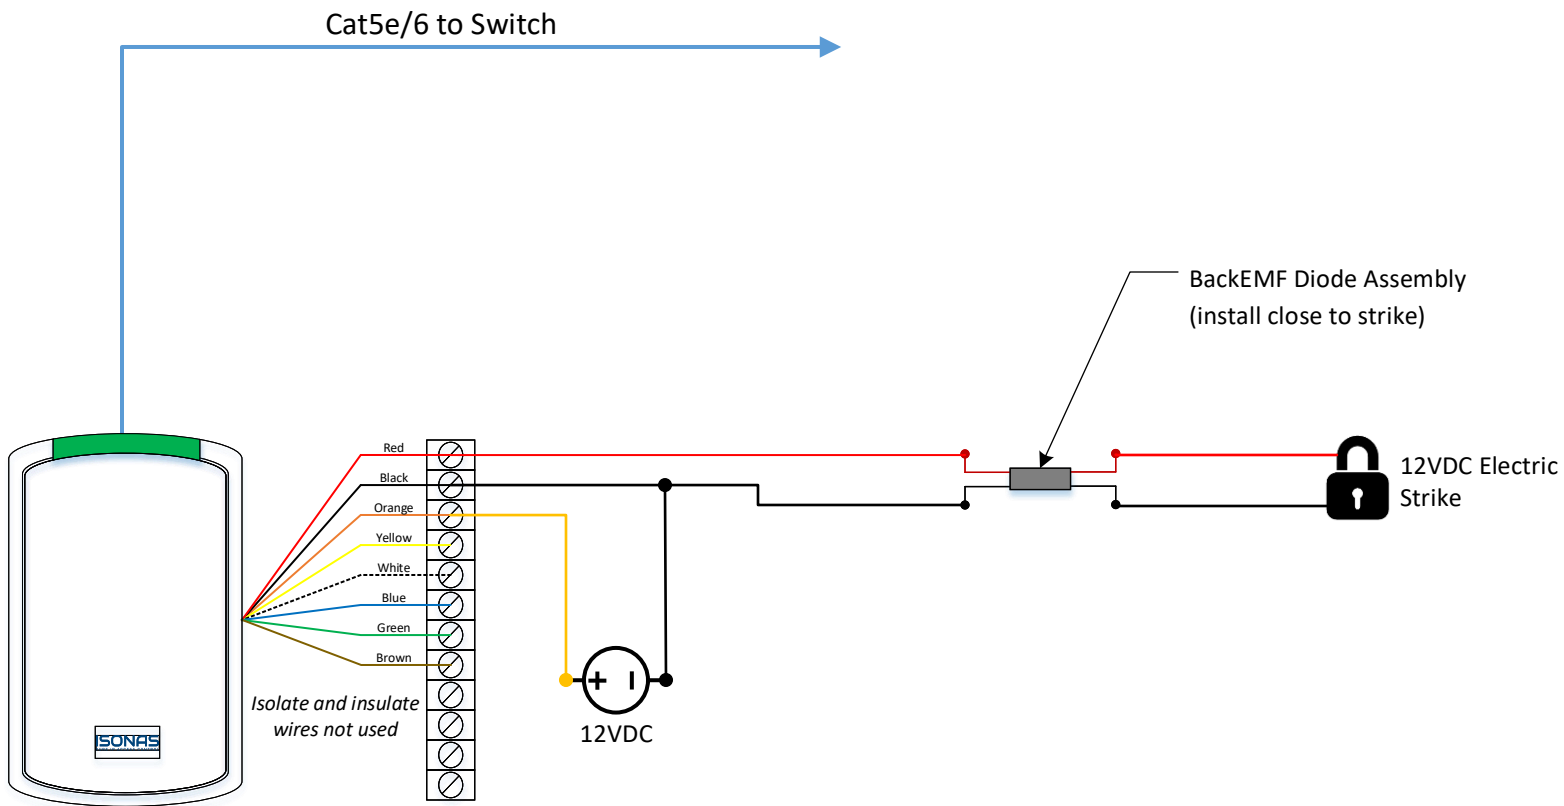 Cat5e/6 to Switch
BackEMF Diode Assembly
(install close to strike)
Red
Black
Orange
Yellow
White
Blue
Green
Brown
12VDC Electric
Strike
Isolate and insulate
wires not used
+
−
12VDC
ISONAS